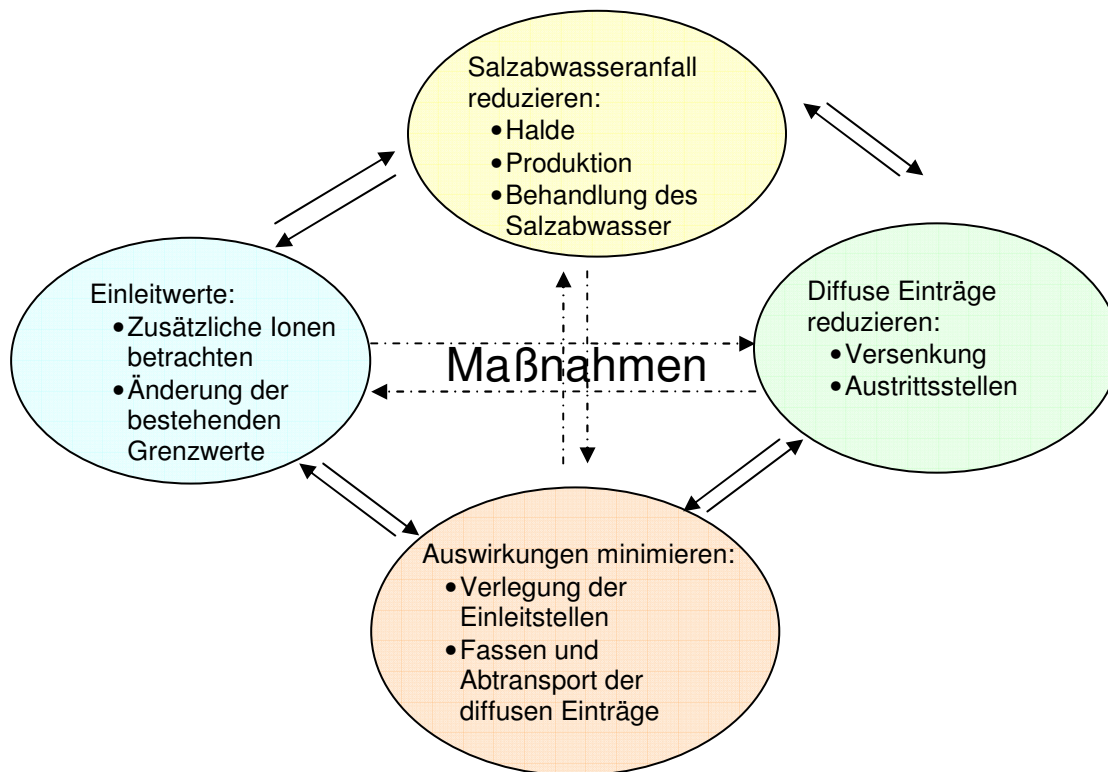 Salzabwasseranfall
reduzieren:
•Halde
•Produktion
•Behandlung des
Salzabwasser
Einleitwerte:
•Zusätzliche Ionen
betrachten
•Änderung der
bestehenden
Grenzwerte
Maßnahmen
Diffuse Einträge
reduzieren:
•Versenkung
•Austrittsstellen
Auswirkungen minimieren:
•Verlegung der
Einleitstellen
•Fassen und
Abtransport der
diffusen Einträge